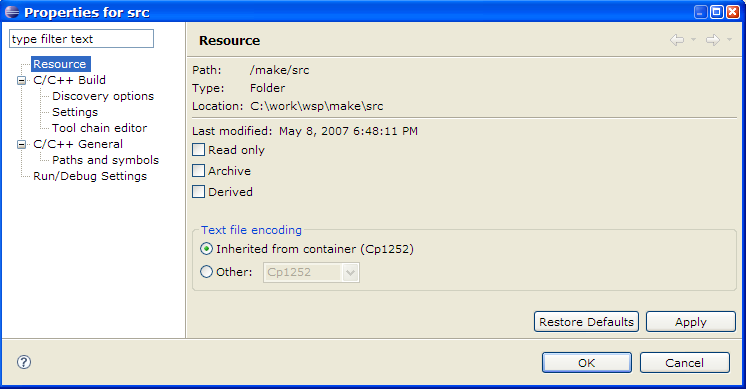 Properties for src
type filter text
Resource
C/C++ Build
Discovery options
Settings
Tool chain editor
C/C++ General
Paths and symbols
Run/Debug Settings
Resource
Path: /make/src
Type: Folder
Location: C:\work\wsp\make\src
Last modified: May 8, 2007 6:48:11 PM
Read only
Archive
Derived
Text file encoding
Inherited from container (Cp1252)
Other: Cp1252
Restore Defaults Apply
? OK Cancel